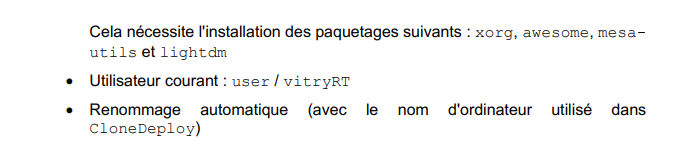 Cela nécessite l'installation des paquetages suivants : xorg, awesome, mesa-
utils et lightdm
• Utilisateur courant : user / vitryRT
• Renommage automatique (avec le nom d'ordinateur utilisé dans
CloneDeploy)